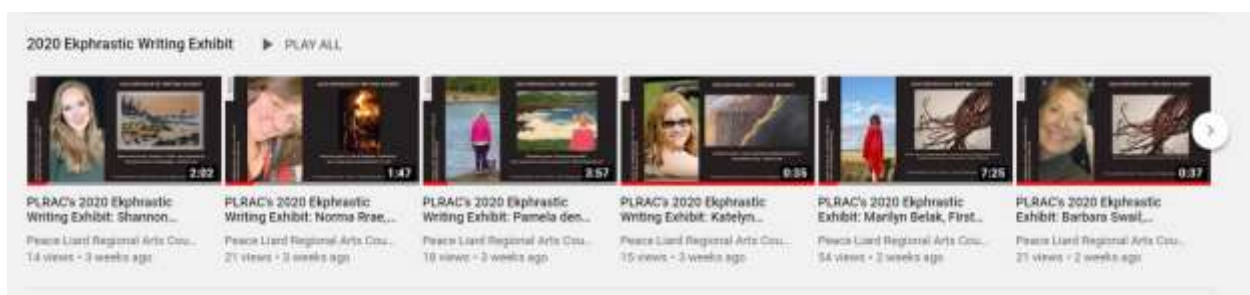 2020 Ekphrastic Writing Exhibit ▶ PLAY ALL
2:02
1:47
3:57
0:35
7:25
0:37
PLRAC's 2020 Ekphrastic
Writing Exhibit: Shannon...
PLRAC's 2020 Ekphrastic
Writing Exhibit: Norma Rrae,...
PLRAC's 2020 Ekphrastic
Writing Exhibit: Pamela den...
PLRAC's 2020 Ekphrastic
Writing Exhibit: Katelyn...
PLRAC's 2020 Ekphrastic
Exhibit: Marilyn Belak, First...
PLRAC's 2020 Ekphrastic
Exhibit: Barbara Swail,...
Peace Liard Regional Arts Cou...
14 views • 3 weeks ago
Peace Liard Regional Arts Cou...
21 views • 3 weeks ago
Peace Liard Regional Arts Cou...
18 views • 3 weeks ago
Peace Liard Regional Arts Cou...
15 views • 3 weeks ago
Peace Liard Regional Arts Cou...
54 views • 2 weeks ago
Peace Liard Regional Arts Cou...
21 views • 2 weeks ago